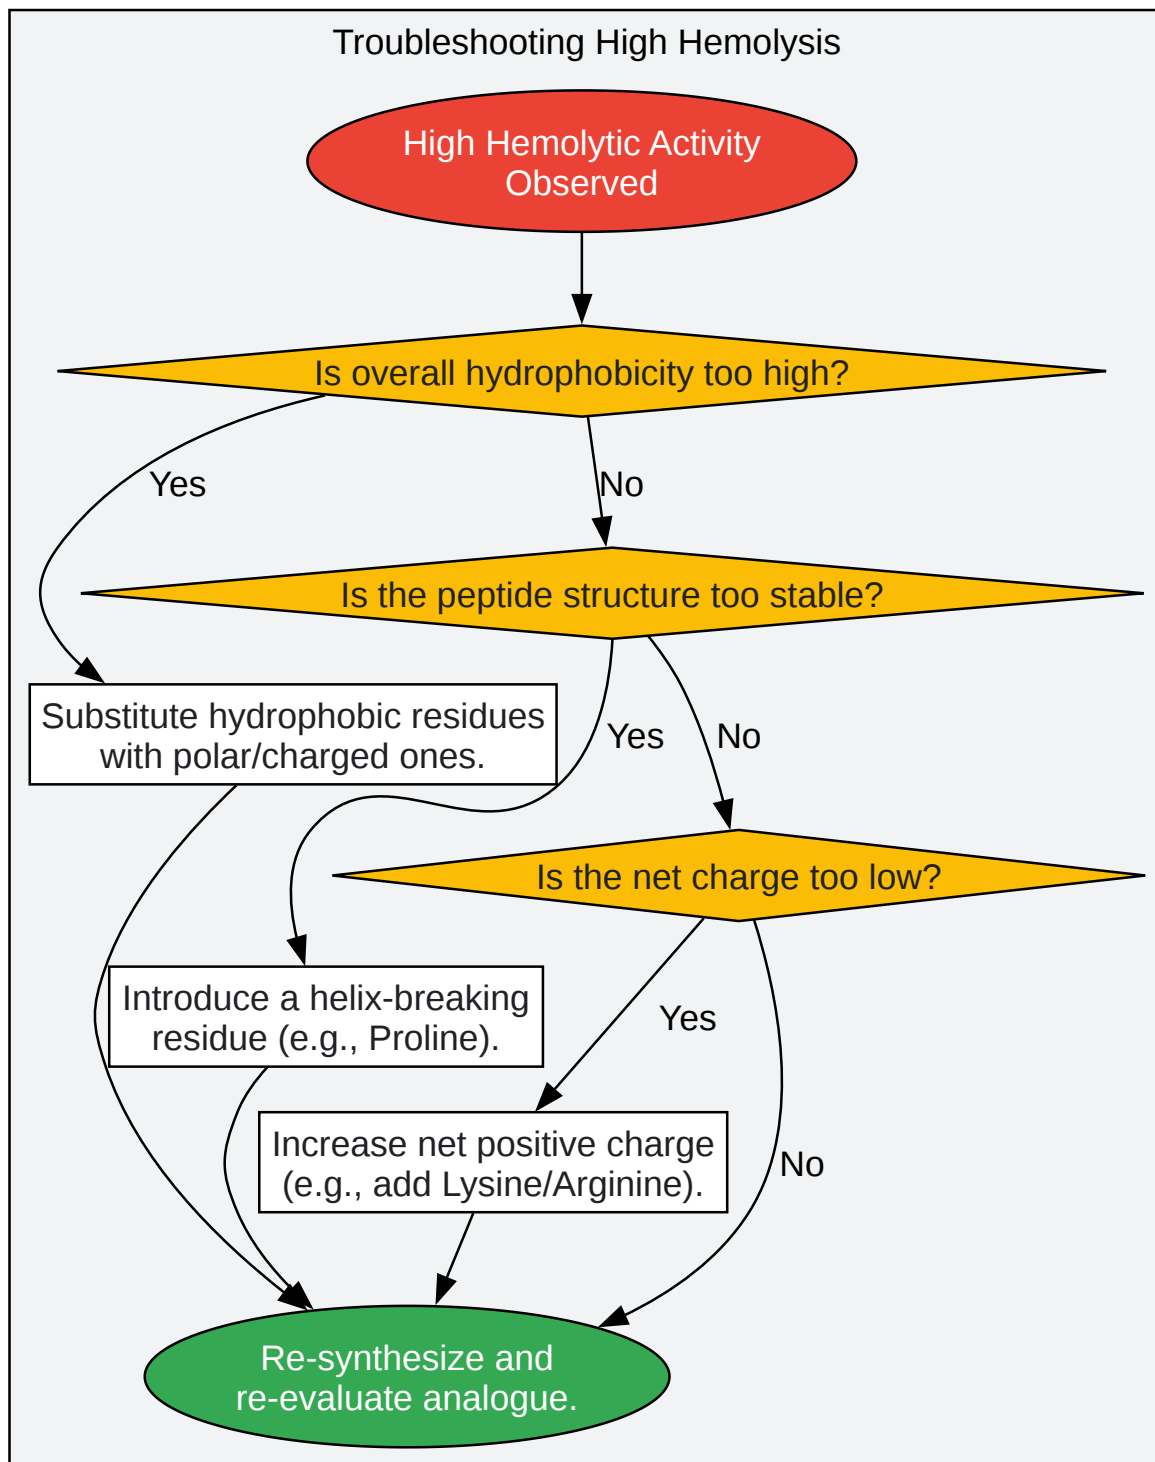 Troubleshooting High Hemolysis
High Hemolytic Activity
Observed
Is overall hydrophobicity too high?
Yes
No
Is the peptide structure too stable?
Substitute hydrophobic residues
with polar/charged ones.
Yes
No
Is the net charge too low?
Introduce a helix-breaking
residue (e.g., Proline).
Yes
Increase net positive charge
(e.g., add Lysine/Arginine).
No
Re-synthesize and
re-evaluate analogue.